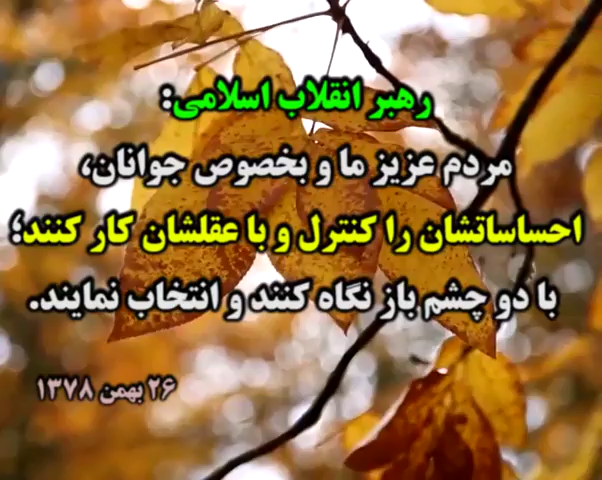 رهبر انقلاب اسلامی:
مردم عزیز ما و بخصوص جوانان،
احساساتشان را کنترل و با عقلشان کار کنند؛
با دو چشم باز نگاه کنند و انتخاب نمایند.
۲۶ بهمن ۱۳۷۸